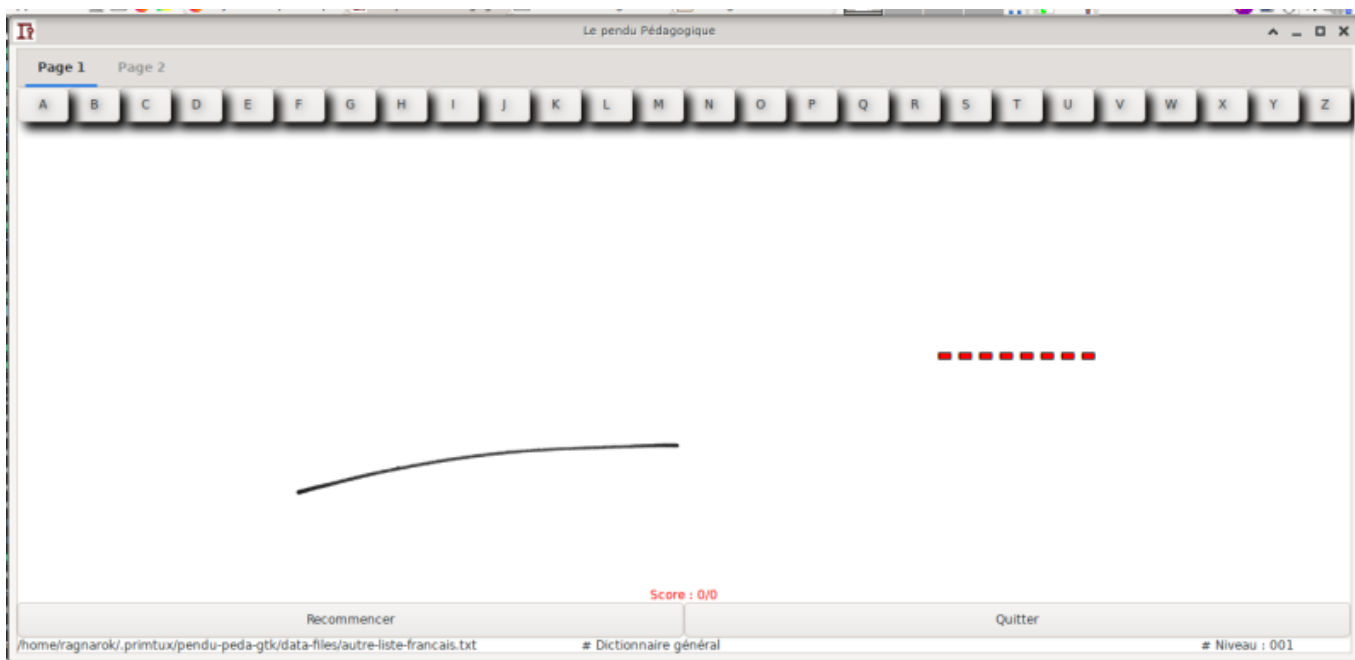 Le pendu Pédagogique
Page 1 Page 2
A B C D E F G H I J K L M N O P Q R S T U V W X Y Z
Score : 0/0
Recommencer Quitter
/home/ragnarok/.primtux/pendu-peda-gtk/data-files/autre-liste-francais.txt # Dictionnaire général # Niveau : 001